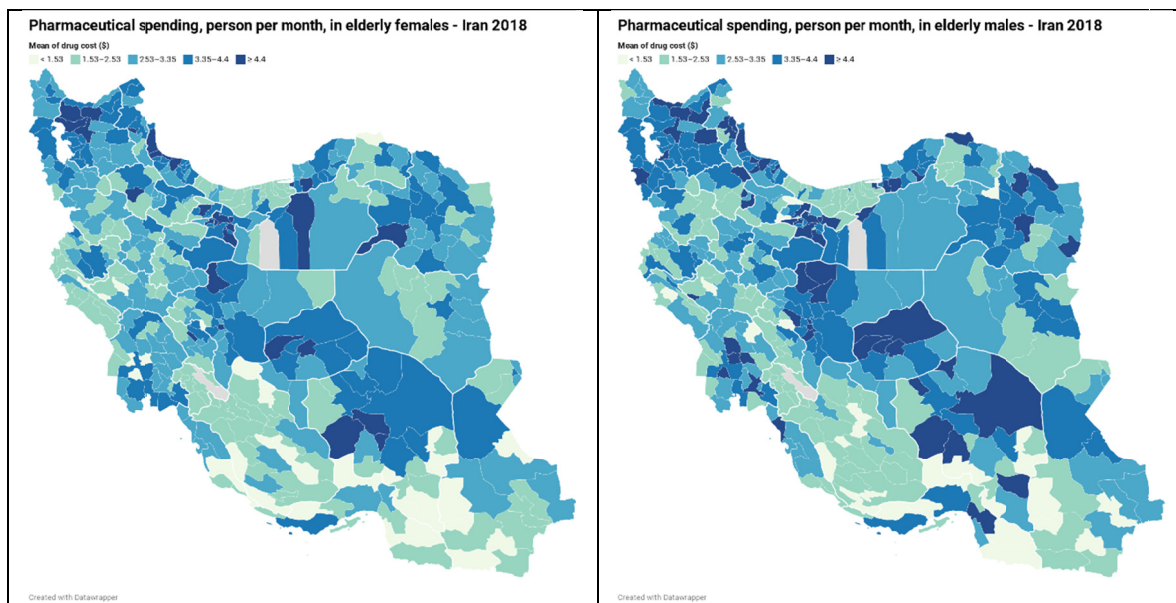 Pharmaceutical spending, person per month, in elderly females - Iran 2018
Mean of drug cost ($)
< 1.53 1.53–2.53 253–3.35 3.35–4.4 ≥ 4.4
Created with Datawrapper
Pharmaceutical spending, person per month, in elderly males - Iran 2018
Mean of drug cost ($)
< 1.53 1.53–2.53 2.53–3.35 3.35–4.4 ≥ 4.4
Created with Datawrapper